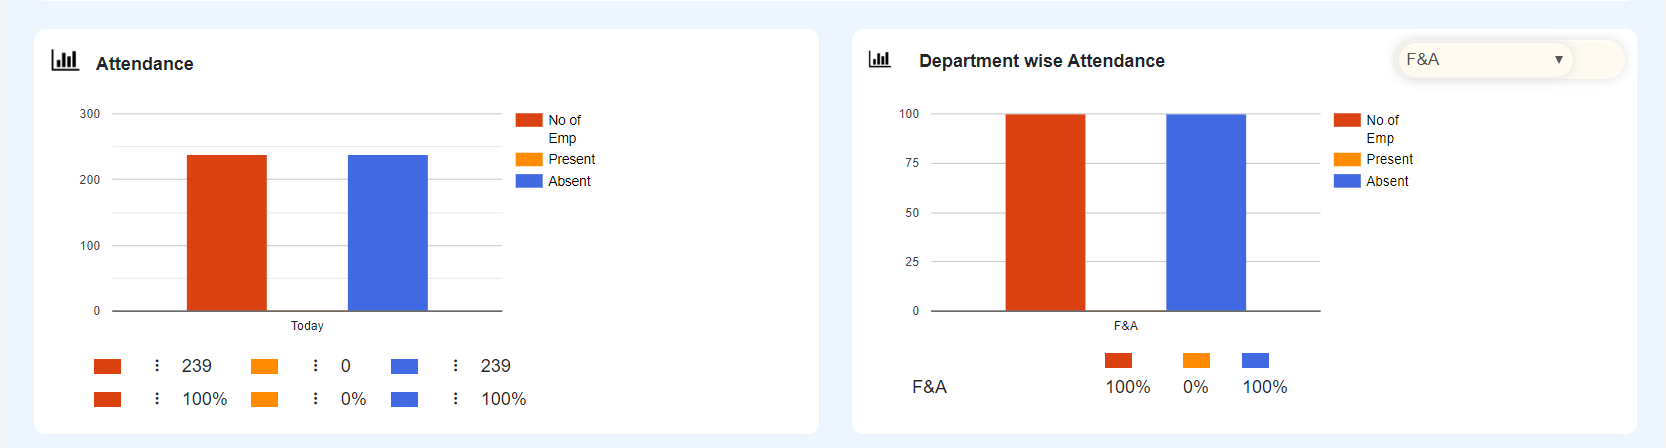 Attendance
300
200
100
0
Today
No of
Emp
Present
Absent
: 239 : 0 : 239
: 100% : 0% : 100%
Department wise Attendance
F&A ▼
100
75
50
25
0
F&A
No of
Emp
Present
Absent
F&A 100% 0% 100%